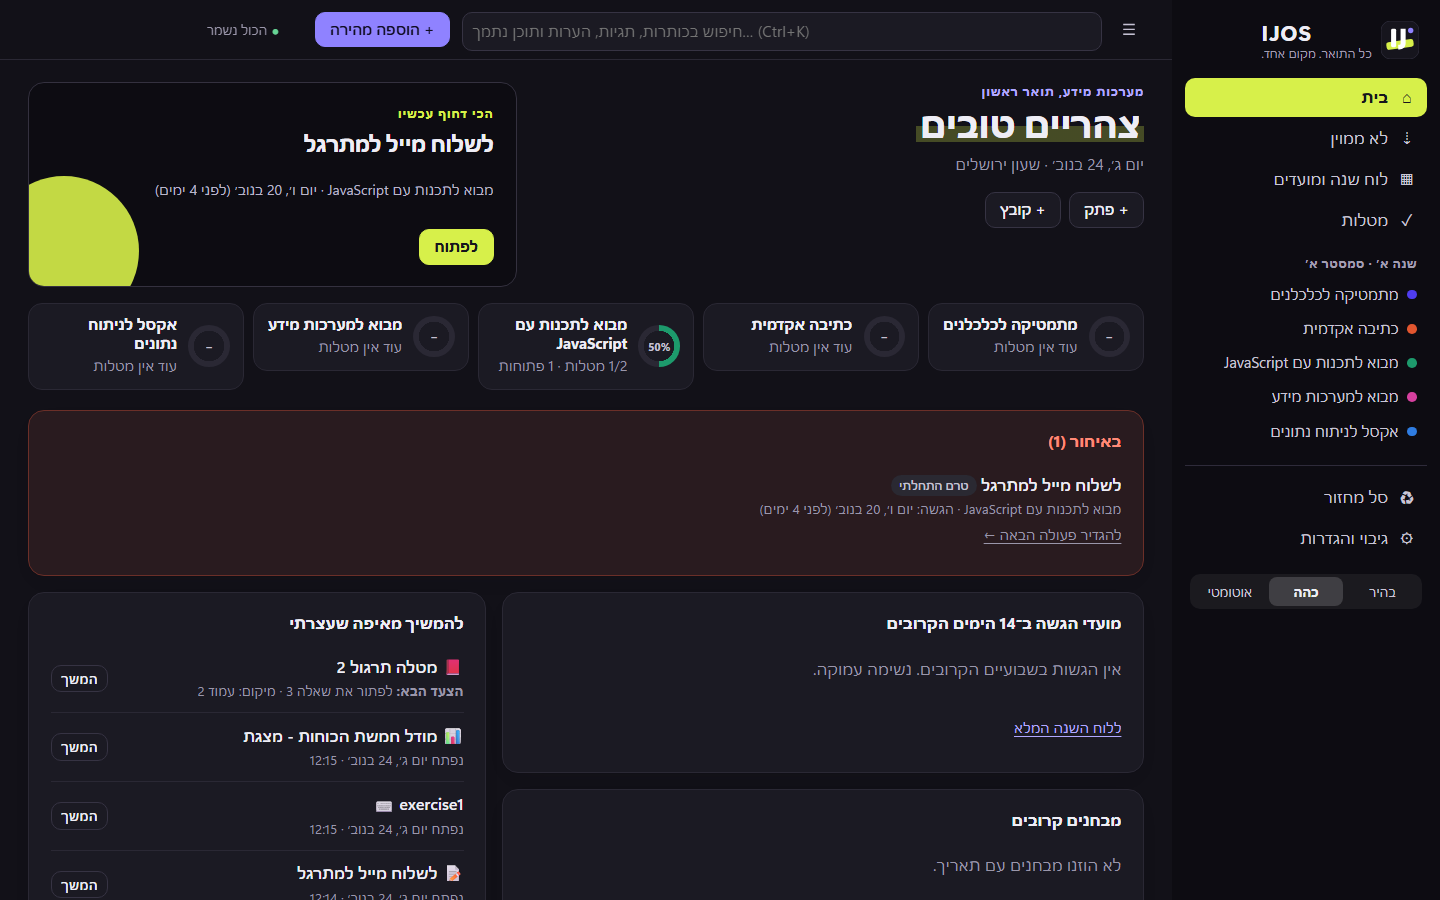 IJOS
כל התואר. מקום אחד.
בית
לא ממוין
לוח שנה ומועדים
מטלות
שנה א׳ · סמסטר א׳
מתמטיקה לכלכלנים
כתיבה אקדמית
מבוא לתכנות עם JavaScript
מבוא למערכות מידע
אקסל לניתוח נתונים
סל מחזור
גיבוי והגדרות
בהיר
כהה
אוטומטי
חיפוש בכותרות, תגיות, הערות ותוכן נתמך… (Ctrl+K)
+ הוספה מהירה
הכול נשמר
מערכות מידע, תואר ראשון
צהריים טובים
יום ג׳, 24 בנוב׳ · שעון ירושלים
+ פתק
+ קובץ
הכי דחוף עכשיו
לשלוח מייל למתרגל
מבוא לתכנות עם JavaScript · יום ו׳, 20 בנוב׳ (לפני 4 ימים)
לפתוח
–
מתמטיקה לכלכלנים
עוד אין מטלות
–
כתיבה אקדמית
עוד אין מטלות
50%
מבוא לתכנות עם
JavaScript
1/2 מטלות · 1 פתוחות
–
מבוא למערכות מידע
עוד אין מטלות
–
אקסל לניתוח
נתונים
עוד אין מטלות
באיחור (1)
לשלוח מייל למתרגל טרם התחלתי
מבוא לתכנות עם JavaScript · הגשה: יום ו׳, 20 בנוב׳ (לפני 4 ימים)
להגדיר פעולה הבאה ←
מועדי הגשה ב־14 הימים הקרובים
אין הגשות בשבועיים הקרובים. נשימה עמוקה.
ללוח השנה המלא
מבחנים קרובים
לא הוזנו מבחנים עם תאריך.
להמשיך מאיפה שעצרתי
מטלה תרגול 2
הצעד הבא: לפתור את שאלה 3 · מיקום: עמוד 2
המשך
מודל חמשת הכוחות - מצגת
נפתח יום ג׳, 24 בנוב׳ · 12:15
המשך
exercise1
נפתח יום ג׳, 24 בנוב׳ · 12:15
המשך
לשלוח מייל למתרגל
נפתח יום ג׳, 24 בנוב׳ · 12:14
המשך